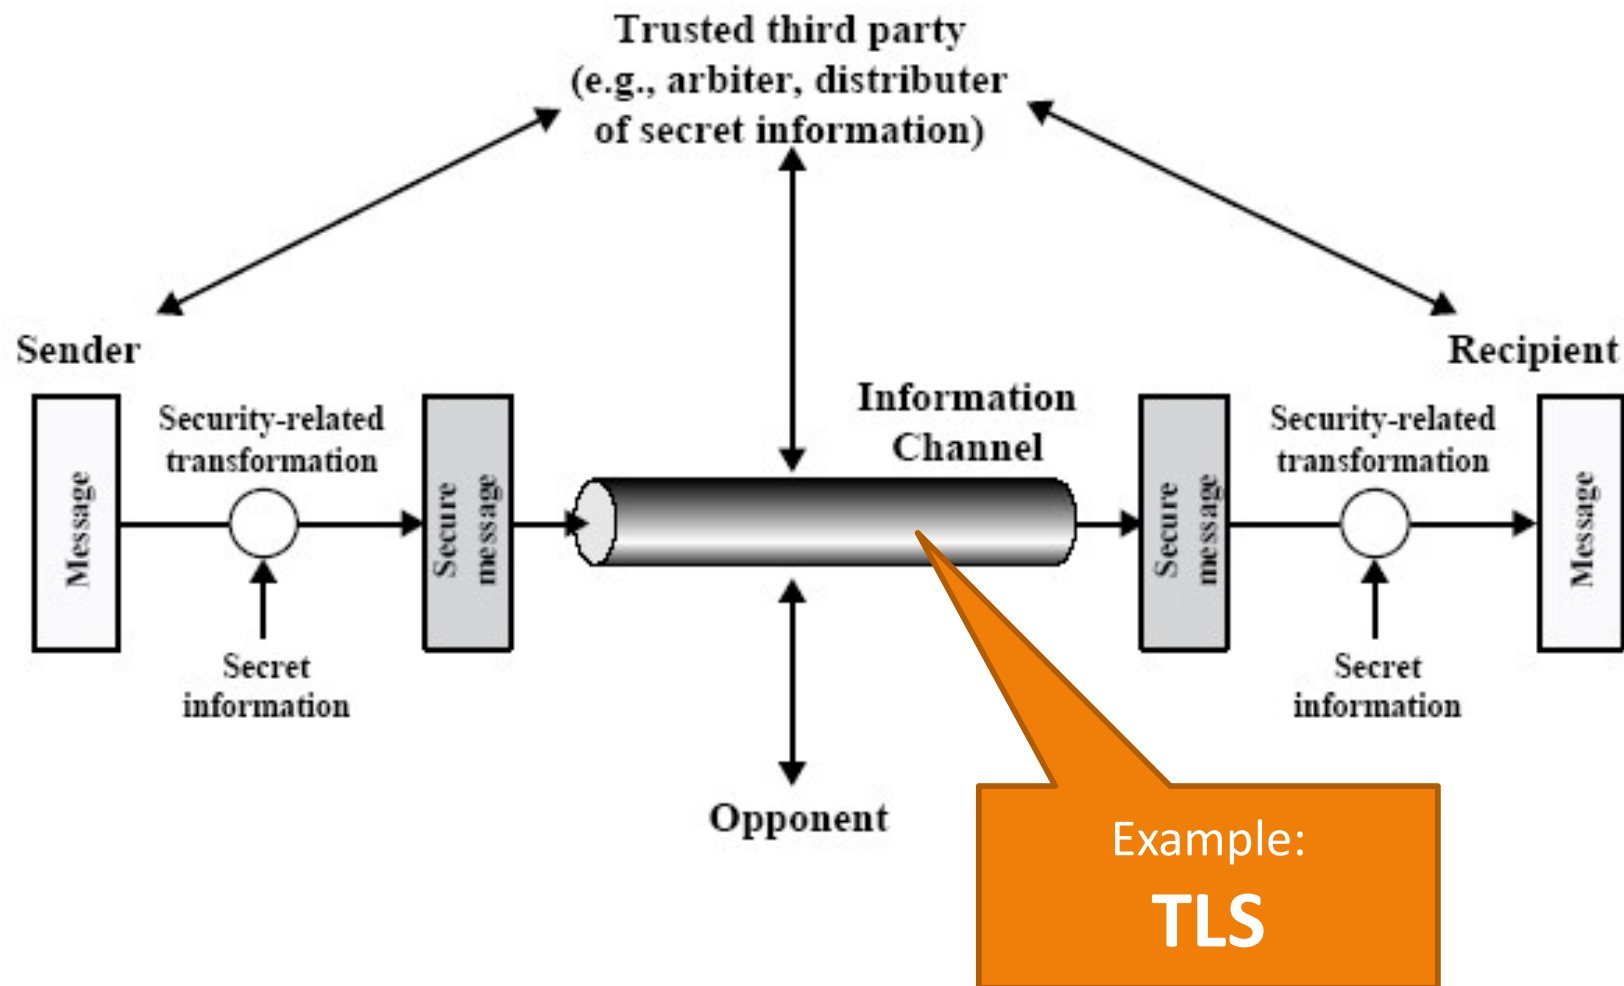 Trusted third party
(e.g., arbiter, distributer
of secret information)
Sender
Recipient
Message
Security-related
transformation
Secret
information
Secure
message
Information
Channel
Opponent
Secure
message
Security-related
transformation
Secret
information
Message
Example:
TLS